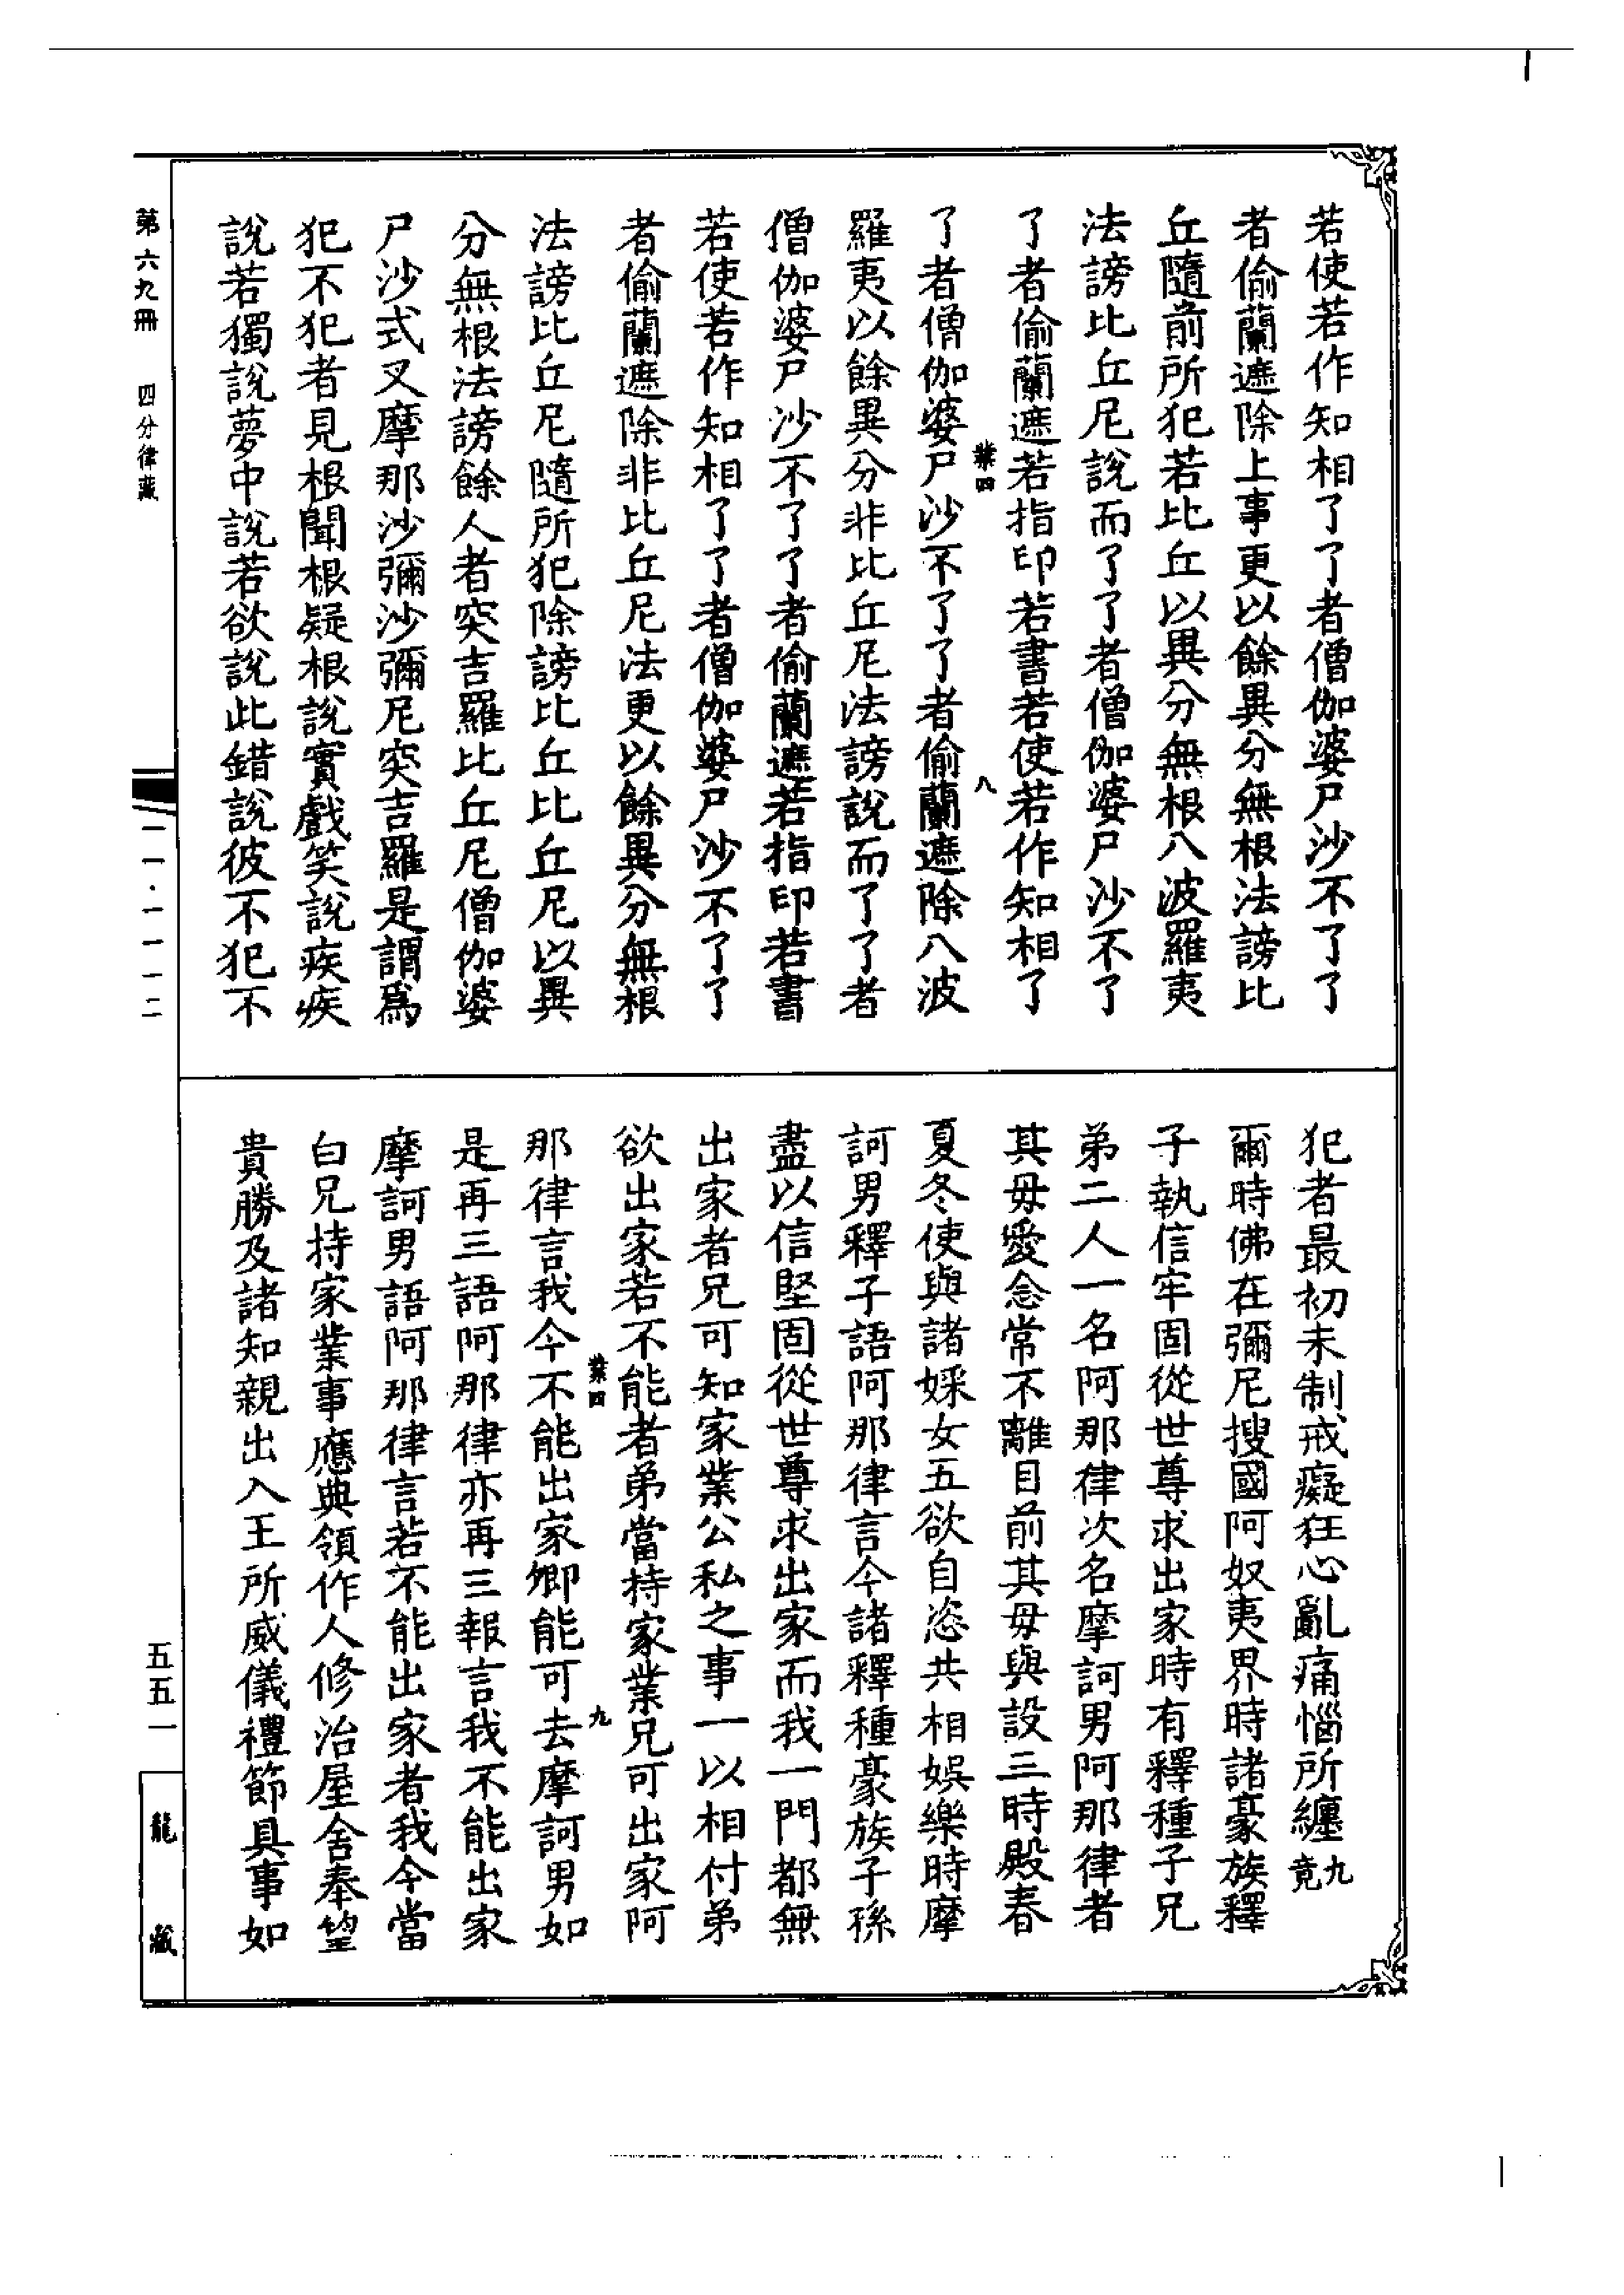 若使若作知相了了者僧伽婆尸沙不了了
者偷蘭遮除上事更以餘異分無根法謗比
丘隨前所犯若比丘以異分無根八波羅夷
法謗比丘尼說而了了者僧伽婆尸沙不了
了者偷蘭遮若指印若書若使若作知相了
業四
八
了者僧伽婆尸沙不了了者偷蘭遮除八波
羅夷以餘異分非比丘尼法謗說而了了者
僧伽婆尸沙不了了者偷蘭遮若指印若書
若使若作知相了了者僧伽婆尸沙不了了
者偷蘭遮除非比丘尼法更以餘異分無根
法謗比丘尼隨所犯除謗比丘比丘尼以異
分無根法謗餘人者突吉羅比丘尼僧伽婆
尸沙式叉摩那沙彌沙彌尼突吉羅是謂為
犯不犯者見根聞根疑根說實戲笑說疾疾
說若獨說夢中說若欲說此錯說彼不犯不
犯者最初未制戒癡狂心亂痛惱所纏九竟
爾時佛在彌尼搜國阿奴夷界時諸豪族釋
子執信牢固從世尊求出家時有釋種子兄
弟二人一名阿那律次名摩訶男阿那律者
其毋愛念常不離目前其毋與設三時殿春
夏冬使與諸婇女五欲自恣共相娛樂時摩
訶男釋子語阿那律言今諸釋種豪族子孫
盡以信堅固從世尊求出家而我一門都無
出家者兄可知家業公私之事一以相付弟
欲出家若不能者弟當持家業兄可出家阿
業四
九
那律言我今不能出家卿能可去摩訶男如
是再三語阿那律亦再三報言我不能出家
摩訶男語阿那律言若不能出家者我今當
白兄持家業事應典領作人修治屋舍奉望
貴勝及諸知親出入王所威儀禮節具事如
第六九冊 四分律藏
一一·一一一二
五五一
龍藏